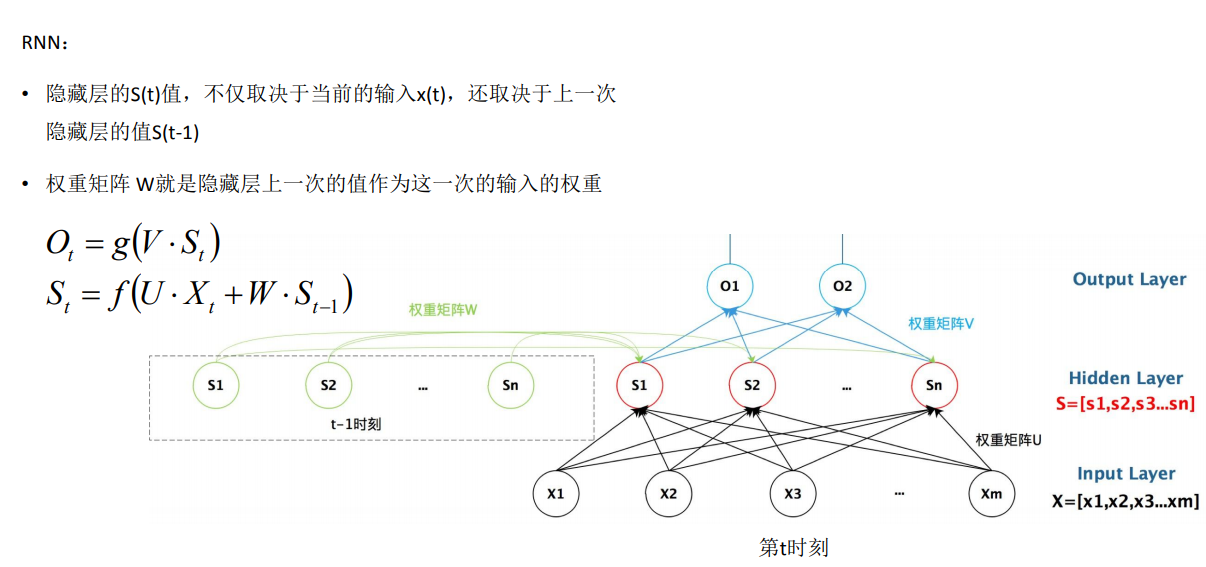 RNN：
• 隐藏层的S(t)值，不仅取决于当前的输入x(t)，还取决于上一次
隐藏层的值S(t-1)
• 权重矩阵 W就是隐藏层上一次的值作为这一次的输入的权重
O_t = g(V · S_t)
S_t = f(U · X_t + W · S_{t-1})
O1 O2 Output Layer
权重矩阵W
权重矩阵V
S1 S2 ... Sn S1 S2 ... Sn Hidden Layer
S=[s1,s2,s3...sn]
t-1时刻
权重矩阵U
X1 X2 X3 ... Xm Input Layer
X=[x1,x2,x3...xm]
第t时刻